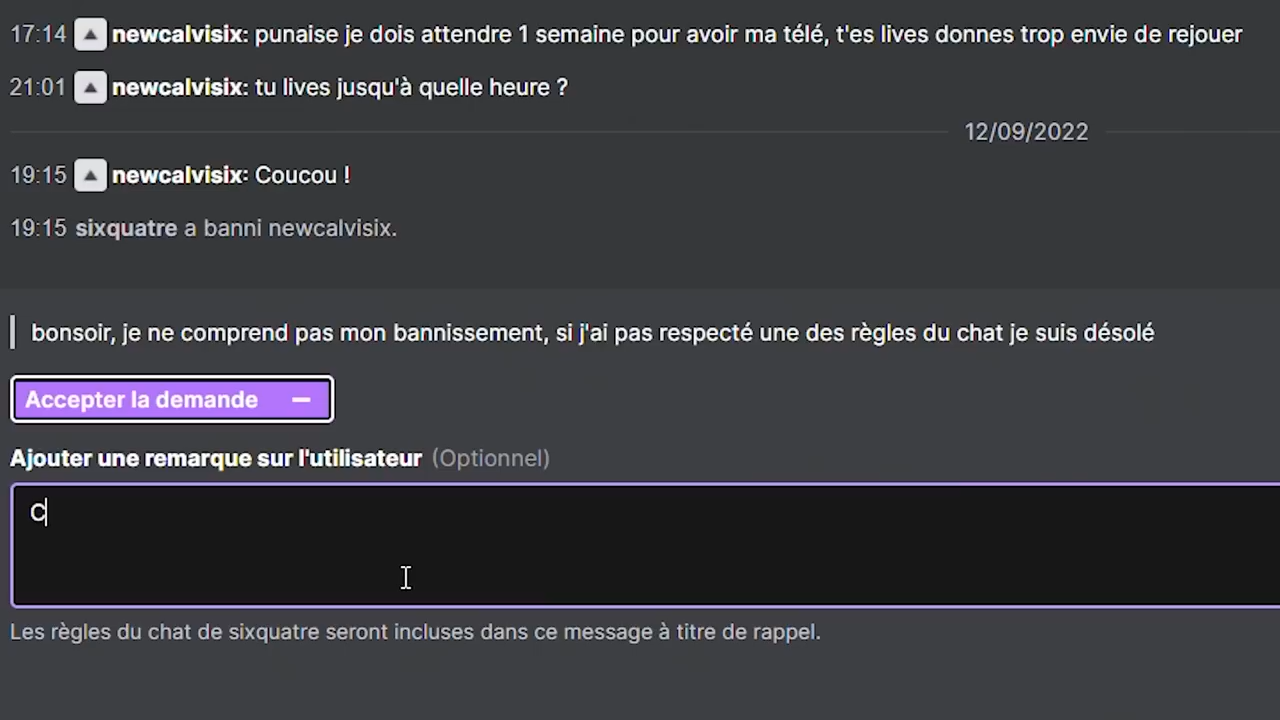 17:14 newcalvisix: punaise je dois attendre 1 semaine pour avoir ma télé, t'es lives donnes trop envie de rejouer
21:01 newcalvisix: tu lives jusqu'à quelle heure ?
12/09/2022
19:15 newcalvisix: Coucou !
19:15 sixquatre a banni newcalvisix.
bonsoir, je ne comprend pas mon bannissement, si j'ai pas respecté une des règles du chat je suis désolé
Accepter la demande
Ajouter une remarque sur l'utilisateur (Optionnel)
C
Les règles du chat de sixquatre seront incluses dans ce message à titre de rappel.